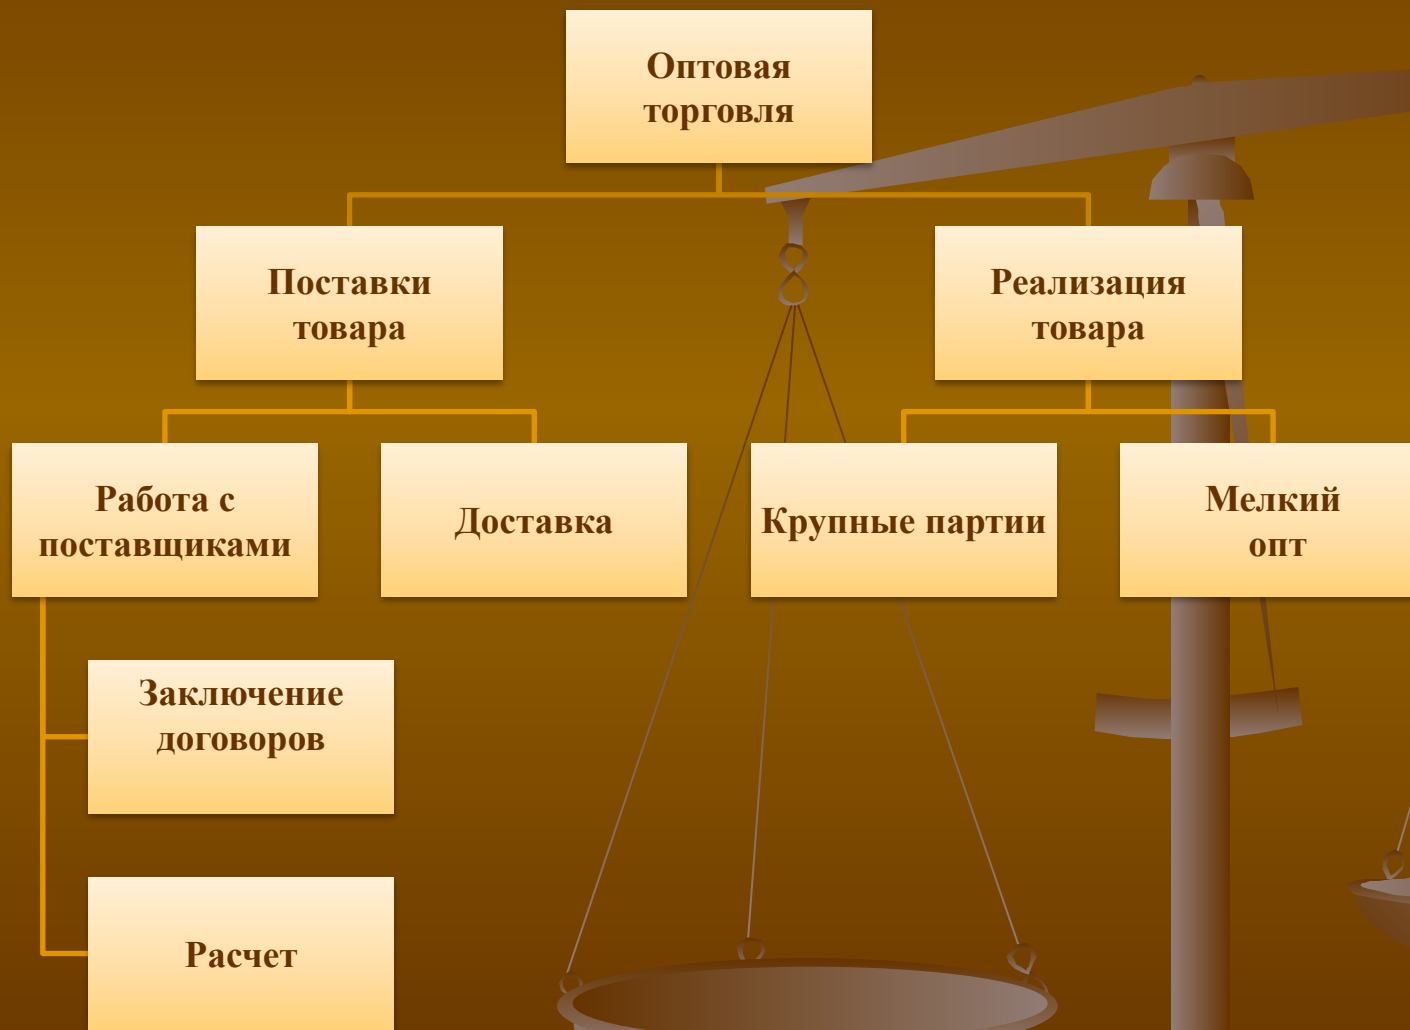 Оптовая
торговля
Поставки
товара
Реализация
товара
Работа с
поставщиками
Доставка
Крупные партии
Мелкий
опт
Заключение
договоров
Расчет